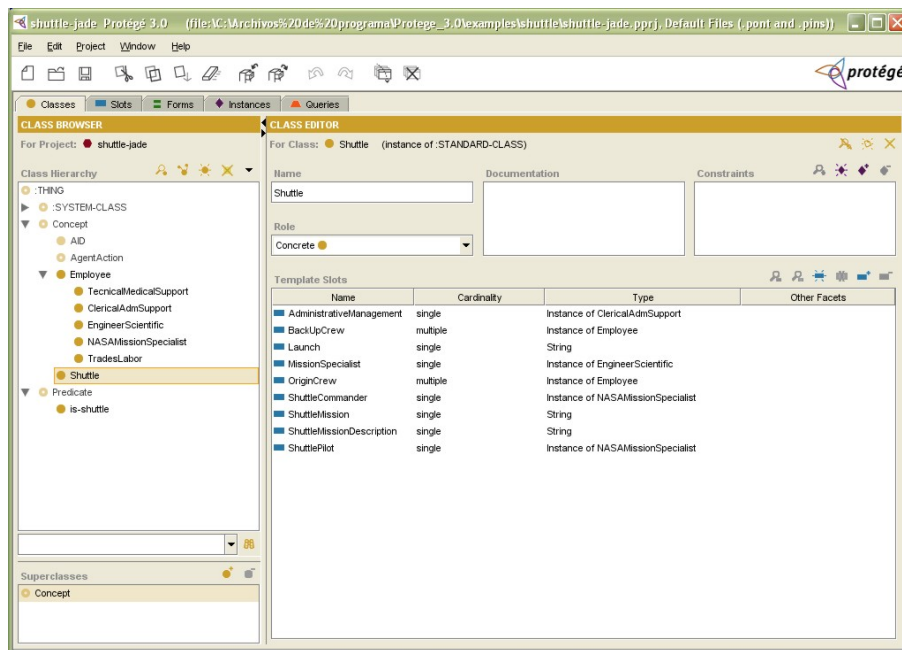 shuttle-jade Protégé 3.0 (file:\C:\Archivos%20de%20programa\Protege_3.0\examples\shuttle\shuttle-jade.pprj, Default Files (.pont and .pins))
File Edit Project Window Help
protégé
Classes Slots Forms Instances Queries
CLASS BROWSER
For Project: shuttle-jade
Class Hierarchy
:THING
:SYSTEM-CLASS
Concept
AID
AgentAction
Employee
TecnicalMedicalSupport
ClericalAdmSupport
EngineerScientific
NASAMissionSpecialist
TradesLabor
Shuttle
Predicate
is-shuttle
Superclasses
Concept
CLASS EDITOR
For Class: Shuttle (instance of :STANDARD-CLASS)
Name Documentation Constraints
Shuttle
Role
Concrete
Template Slots
Name Cardinality Type Other Facets
AdministrativeManagement single Instance of ClericalAdmSupport
BackUpCrew multiple Instance of Employee
Launch single String
MissionSpecialist single Instance of EngineerScientific
OriginCrew multiple Instance of Employee
ShuttleCommander single Instance of NASAMissionSpecialist
ShuttleMission single String
ShuttleMissionDescription single String
ShuttlePilot single Instance of NASAMissionSpecialist